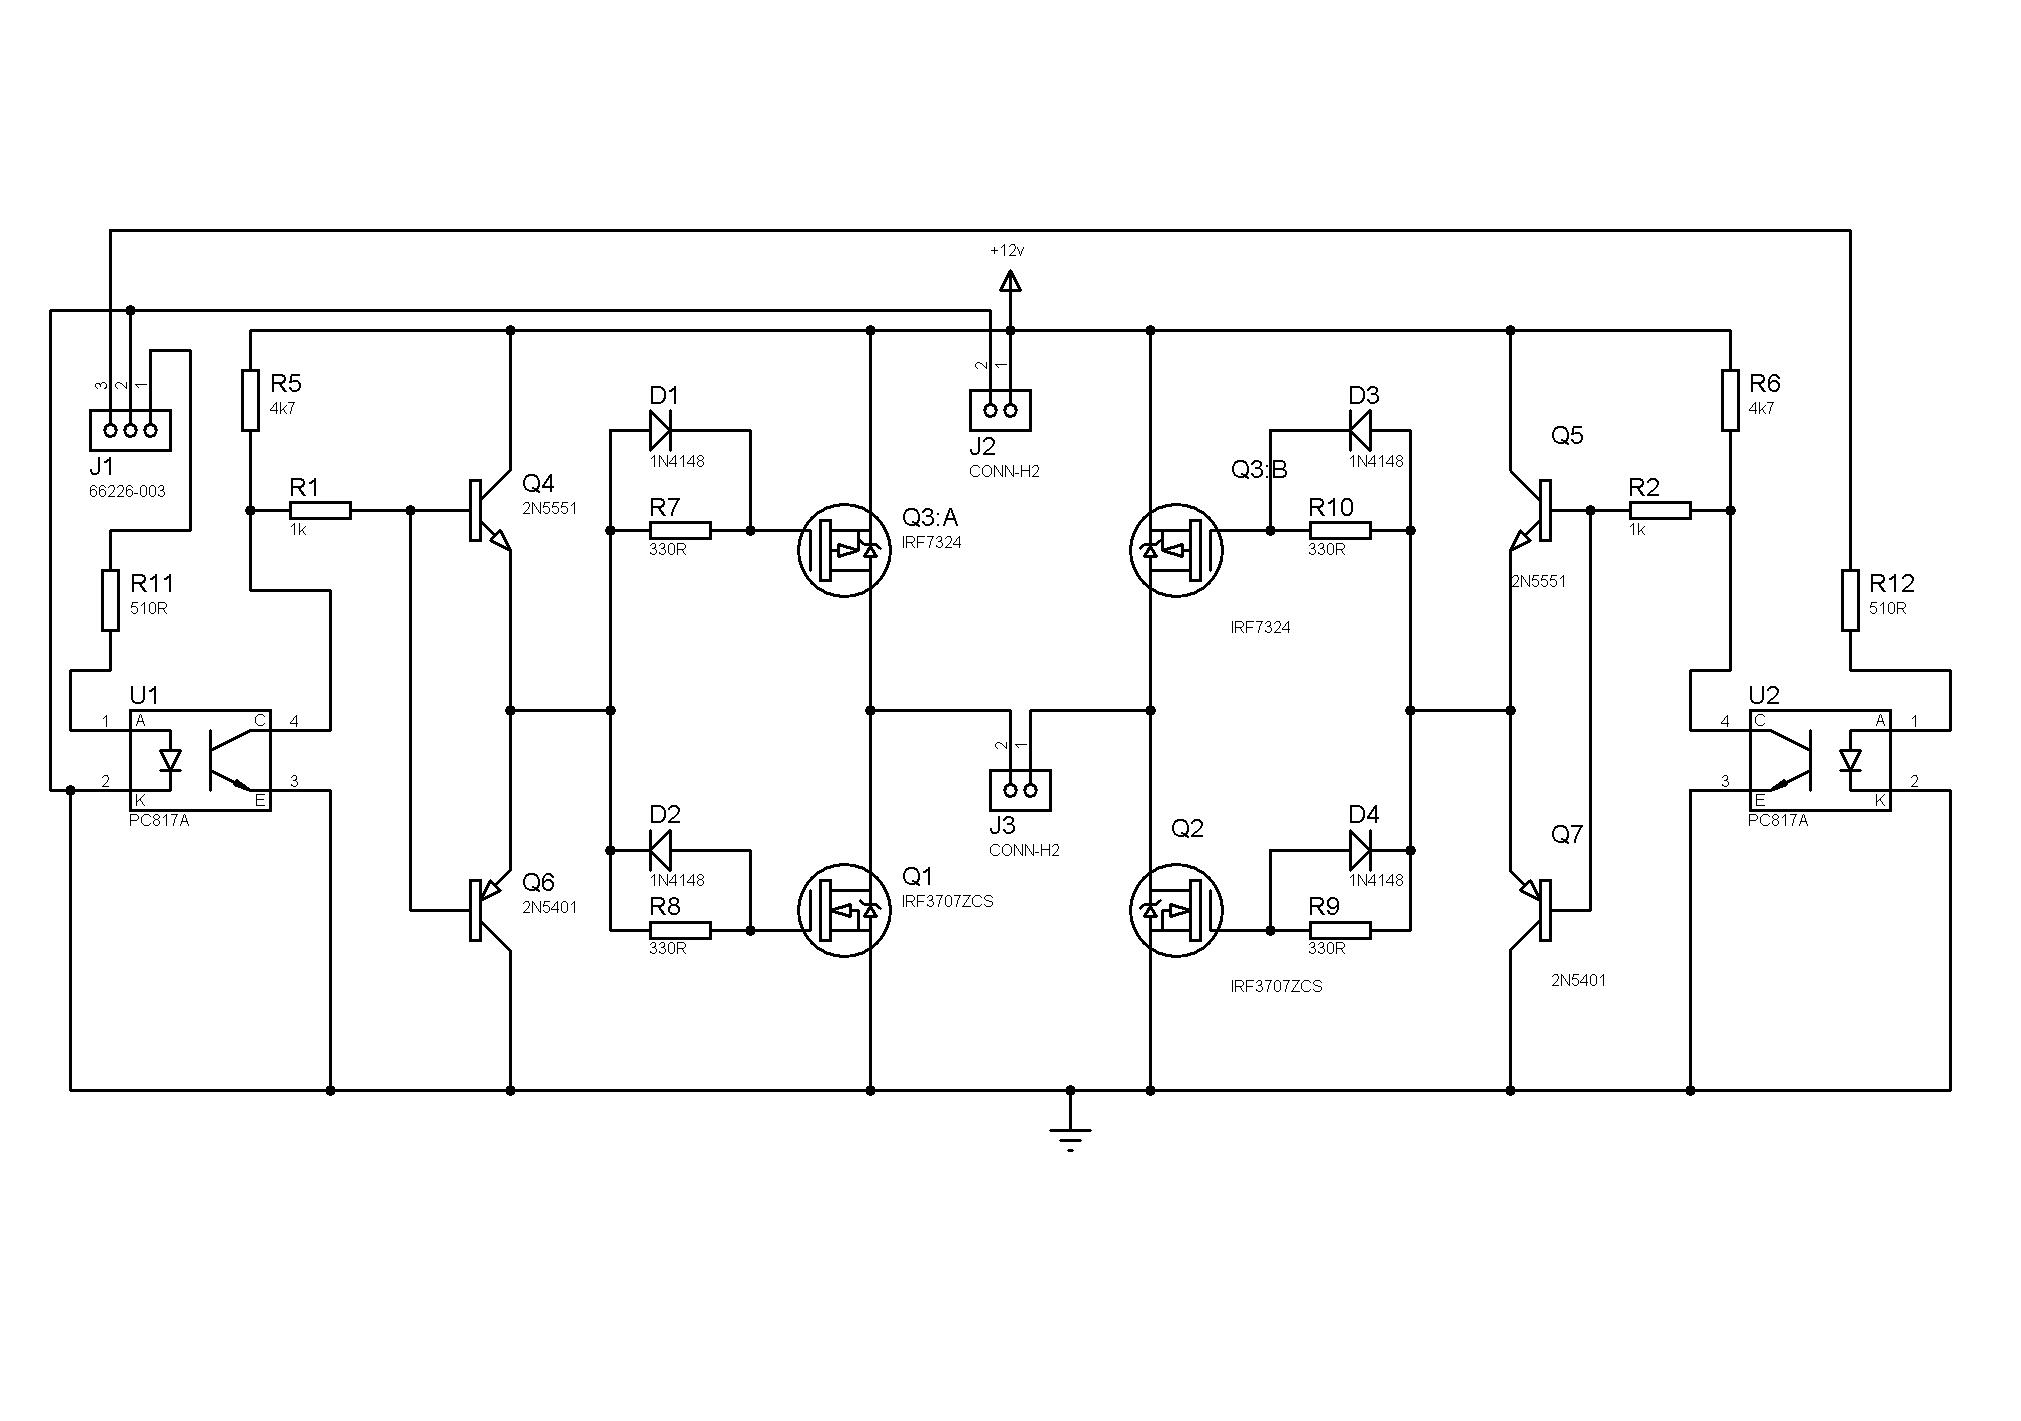 +12v
3 2 1
J1
66226-003
R5
4k7
R1
1k
Q4
2N5551
D1
1N4148
R7
330R
Q3:A
IRF7324
2 1
J2
CONN-H2
Q3:B
IRF7324
D3
1N4148
R10
330R
Q5
2N5551
R2
1k
R6
4k7
R11
510R
R12
510R
U1
1 A C 4
2 K E 3
PC817A
2 1
J3
CONN-H2
U2
4 C A 1
3 E K 2
PC817A
Q6
2N5401
D2
1N4148
R8
330R
Q1
IRF3707ZCS
Q2
IRF3707ZCS
D4
1N4148
R9
330R
Q7
2N5401